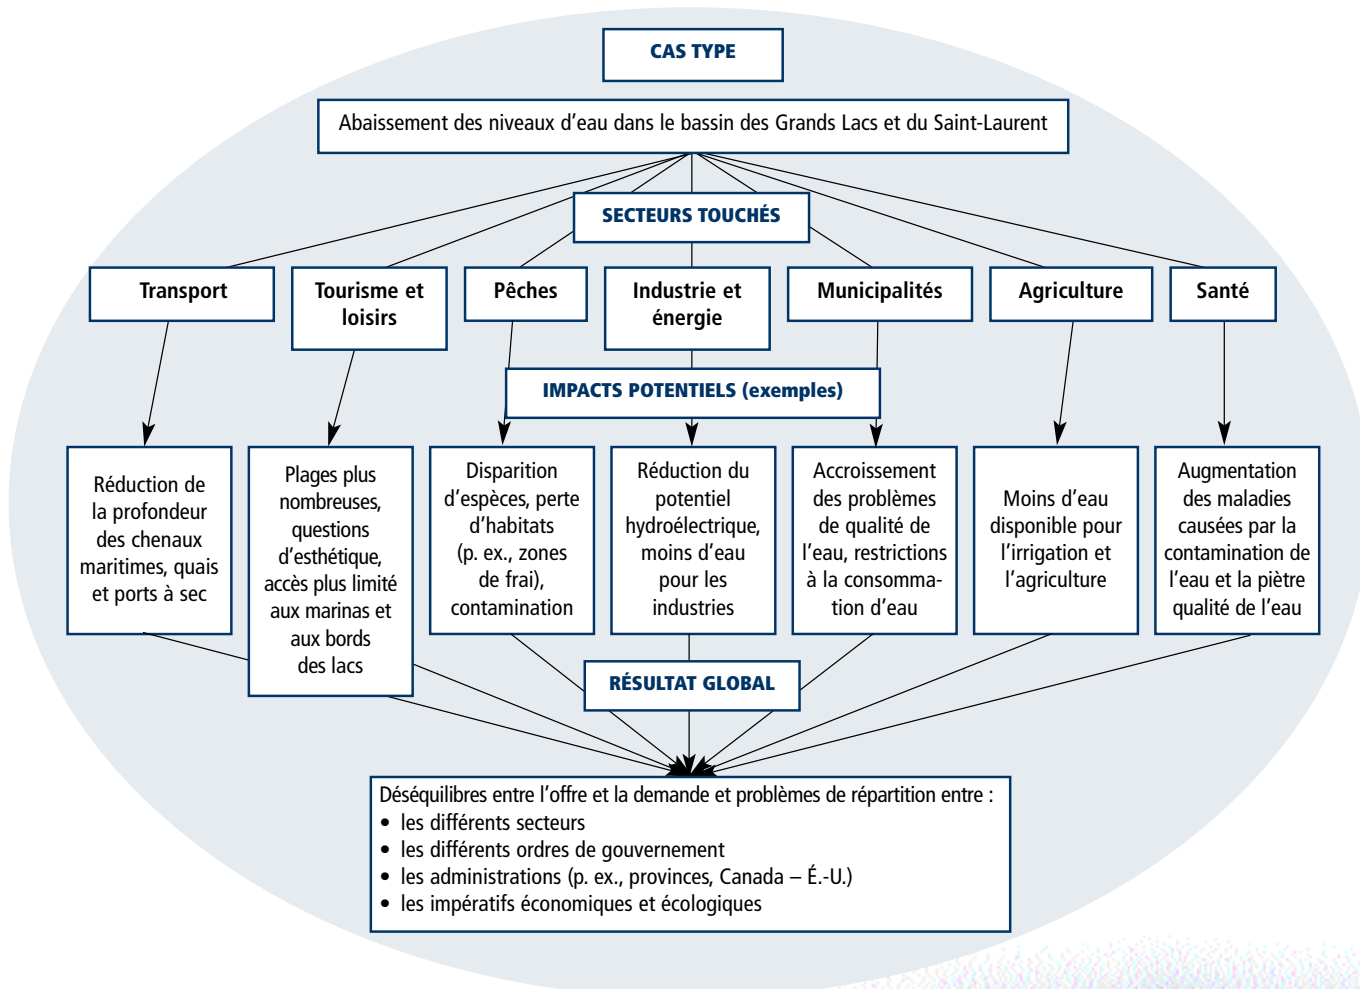 CAS TYPE
Abaissement des niveaux d'eau dans le bassin des Grands Lacs et du Saint-Laurent
SECTEURS TOUCHÉS
Transport
Tourisme et
loisirs
Pêches
Industrie et
énergie
Municipalités
Agriculture
Santé
IMPACTS POTENTIELS (exemples)
Réduction de
la profondeur
des chenaux
maritimes, quais
et ports à sec
Plages plus
nombreuses,
questions
d'esthétique,
accès plus limité
aux marinas et
aux bords
des lacs
Disparition
d'espèces, perte
d'habitats
(p. ex., zones
de frai),
contamination
Réduction du
potentiel
hydroélectrique,
moins d'eau
pour les
industries
Accroissement
des problèmes
de qualité de
l'eau, restrictions
à la consomma-
tion d'eau
Moins d'eau
disponible pour
l'irrigation et
l'agriculture
Augmentation
des maladies
causées par la
contamination de
l'eau et la piètre
qualité de l'eau
RÉSULTAT GLOBAL
Déséquilibres entre l'offre et la demande et problèmes de répartition entre :
• les différents secteurs
• les différents ordres de gouvernement
• les administrations (p. ex., provinces, Canada – É.-U.)
• les impératifs économiques et écologiques